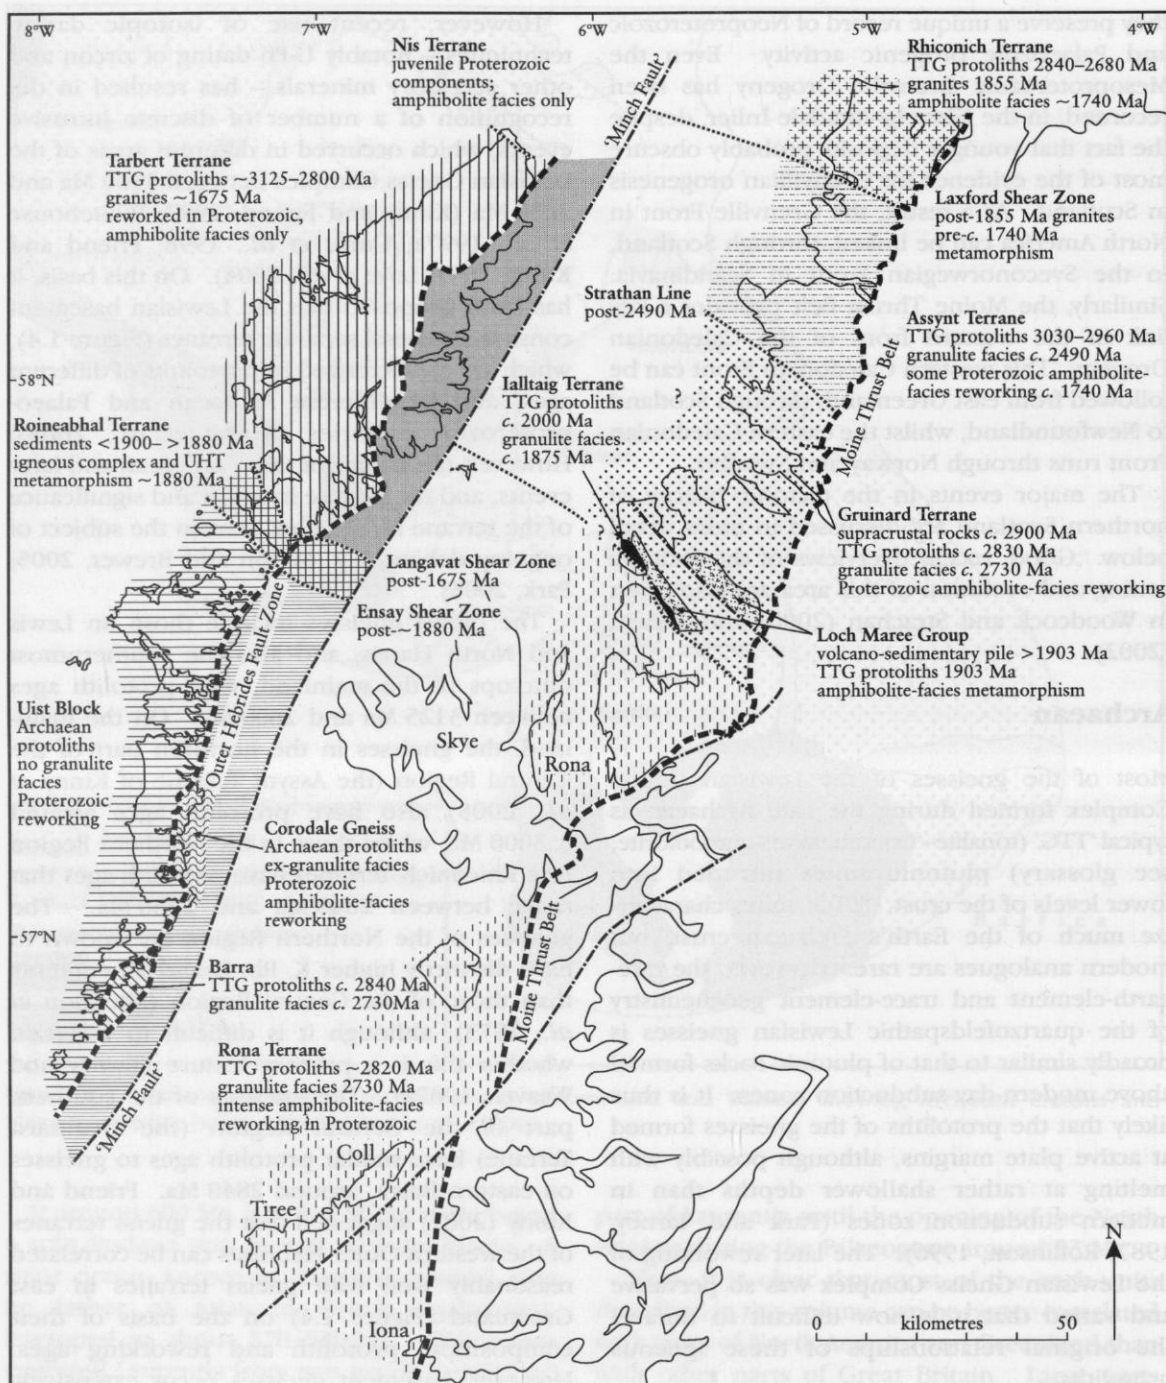 8°W
7°W
6°W
5°W
4°W
Nis Terrane
juvenile Proterozoic
components;
amphibolite facies only
Minch Fault?
Rhiconich Terrane
TTG protoliths 2840–2680 Ma
granites 1855 Ma
amphibolite facies ~1740 Ma
Tarbert Terrane
TTG protoliths ~3125–2800 Ma
granites ~1675 Ma
reworked in Proterozoic,
amphibolite facies only
Laxford Shear Zone
post-1855 Ma granites
pre-c. 1740 Ma
metamorphism
Strathan Line
post-2490 Ma
Assynt Terrane
TTG protoliths 3030–2960 Ma
granulite facies c. 2490 Ma
some Proterozoic amphibolite-
facies reworking c. 1740 Ma
58°N
Ialltaig Terrane
TTG protoliths
c. 2000 Ma
granulite facies
c. 1875 Ma
Moine Thrust Belt
Roineabhal Terrane
sediments <1900– >1880 Ma
igneous complex and UHT
metamorphism ~1880 Ma
Gruinard Terrane
supracrustal rocks c. 2900 Ma
TTG protoliths c. 2830 Ma
granulite facies c. 2730 Ma
Proterozoic amphibolite-facies reworking
Langavat Shear Zone
post-1675 Ma
Ensay Shear Zone
post-~1880 Ma
Loch Maree Group
volcano-sedimentary pile >1903 Ma
TTG protoliths 1903 Ma
amphibolite-facies metamorphism
Outer Hebrides Fault Zone
Uist Block
Archaean
protoliths
no granulite
facies
Proterozoic
reworking
Skye
Rona
Corodale Gneiss
Archaean protoliths
ex-granulite facies
Proterozoic
amphibolite-facies
reworking
57°N
Barra
TTG protoliths c. 2840 Ma
granulite facies c. 2730Ma
Moine Thrust Belt
Rona Terrane
TTG protoliths ~2820 Ma
granulite facies 2730 Ma
intense amphibolite-facies
reworking in Proterozoic
Minch Fault
Coll
Tiree
Iona
N
0 kilometres 50